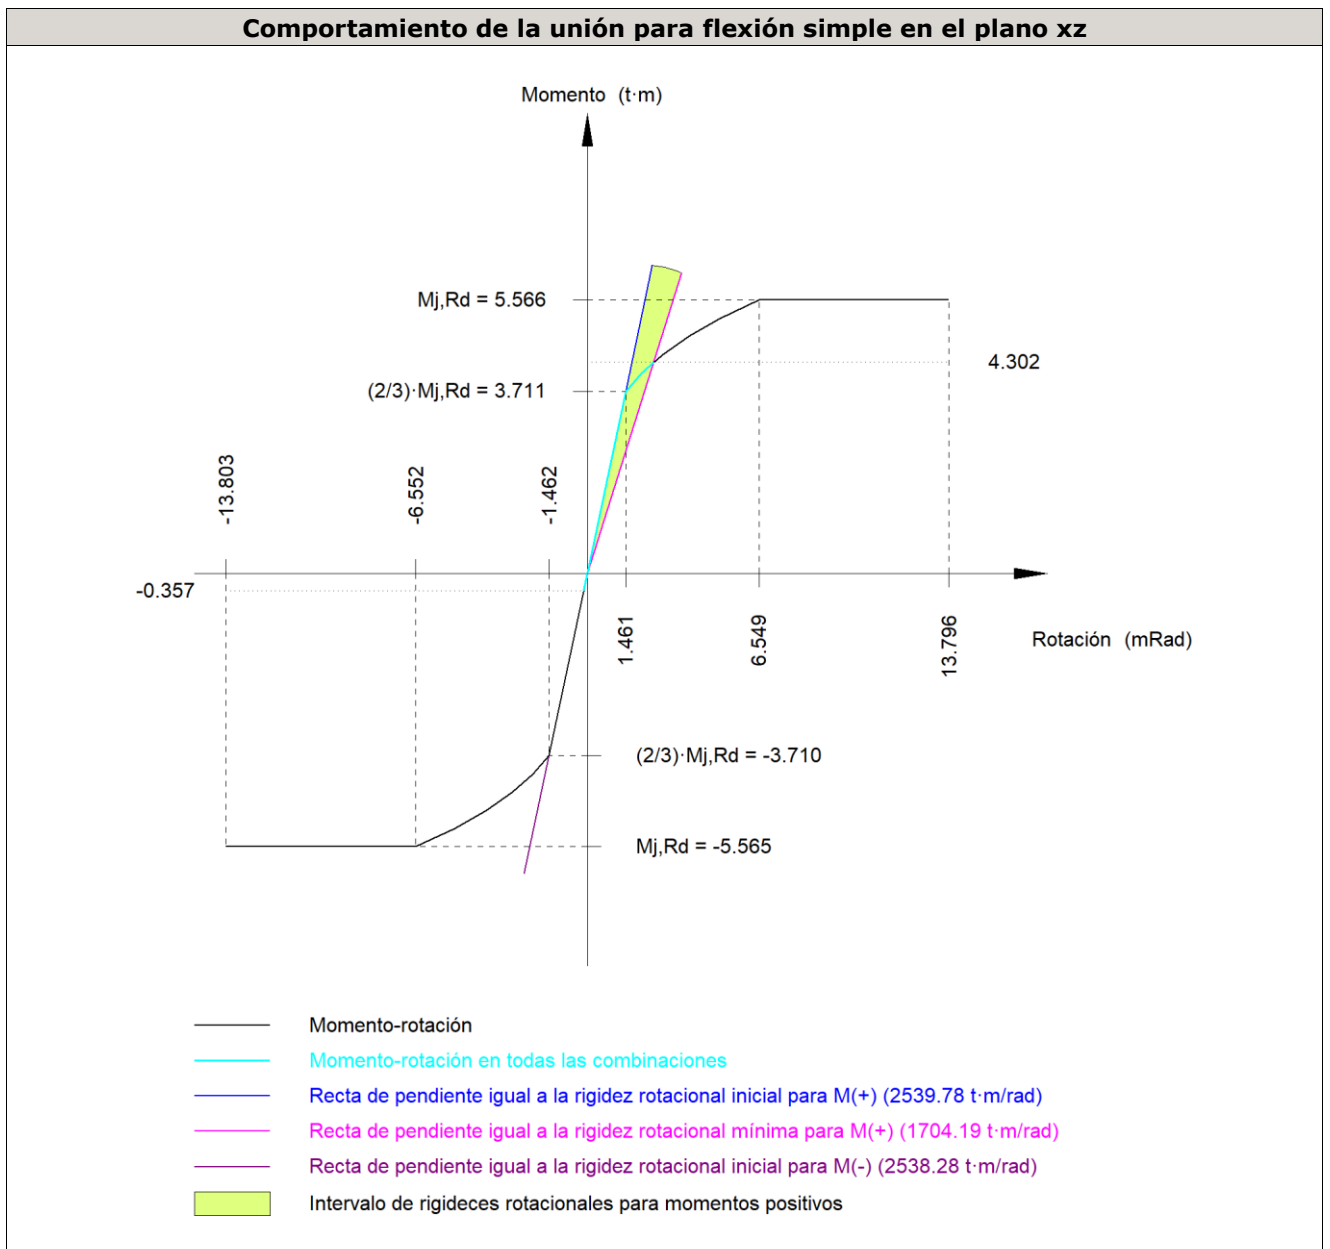 Comportamiento de la unión para flexión simple en el plano xz
Momento (t·m)
Mj,Rd = 5.566
4.302
(2/3)·Mj,Rd = 3.711
-13.803
-6.552
-1.462
-0.357
1.461
6.549
13.796
Rotación (mRad)
(2/3)·Mj,Rd = -3.710
Mj,Rd = -5.565
Momento-rotación
Momento-rotación en todas las combinaciones
Recta de pendiente igual a la rigidez rotacional inicial para M(+) (2539.78 t·m/rad)
Recta de pendiente igual a la rigidez rotacional mínima para M(+) (1704.19 t·m/rad)
Recta de pendiente igual a la rigidez rotacional inicial para M(-) (2538.28 t·m/rad)
Intervalo de rigideces rotacionales para momentos positivos